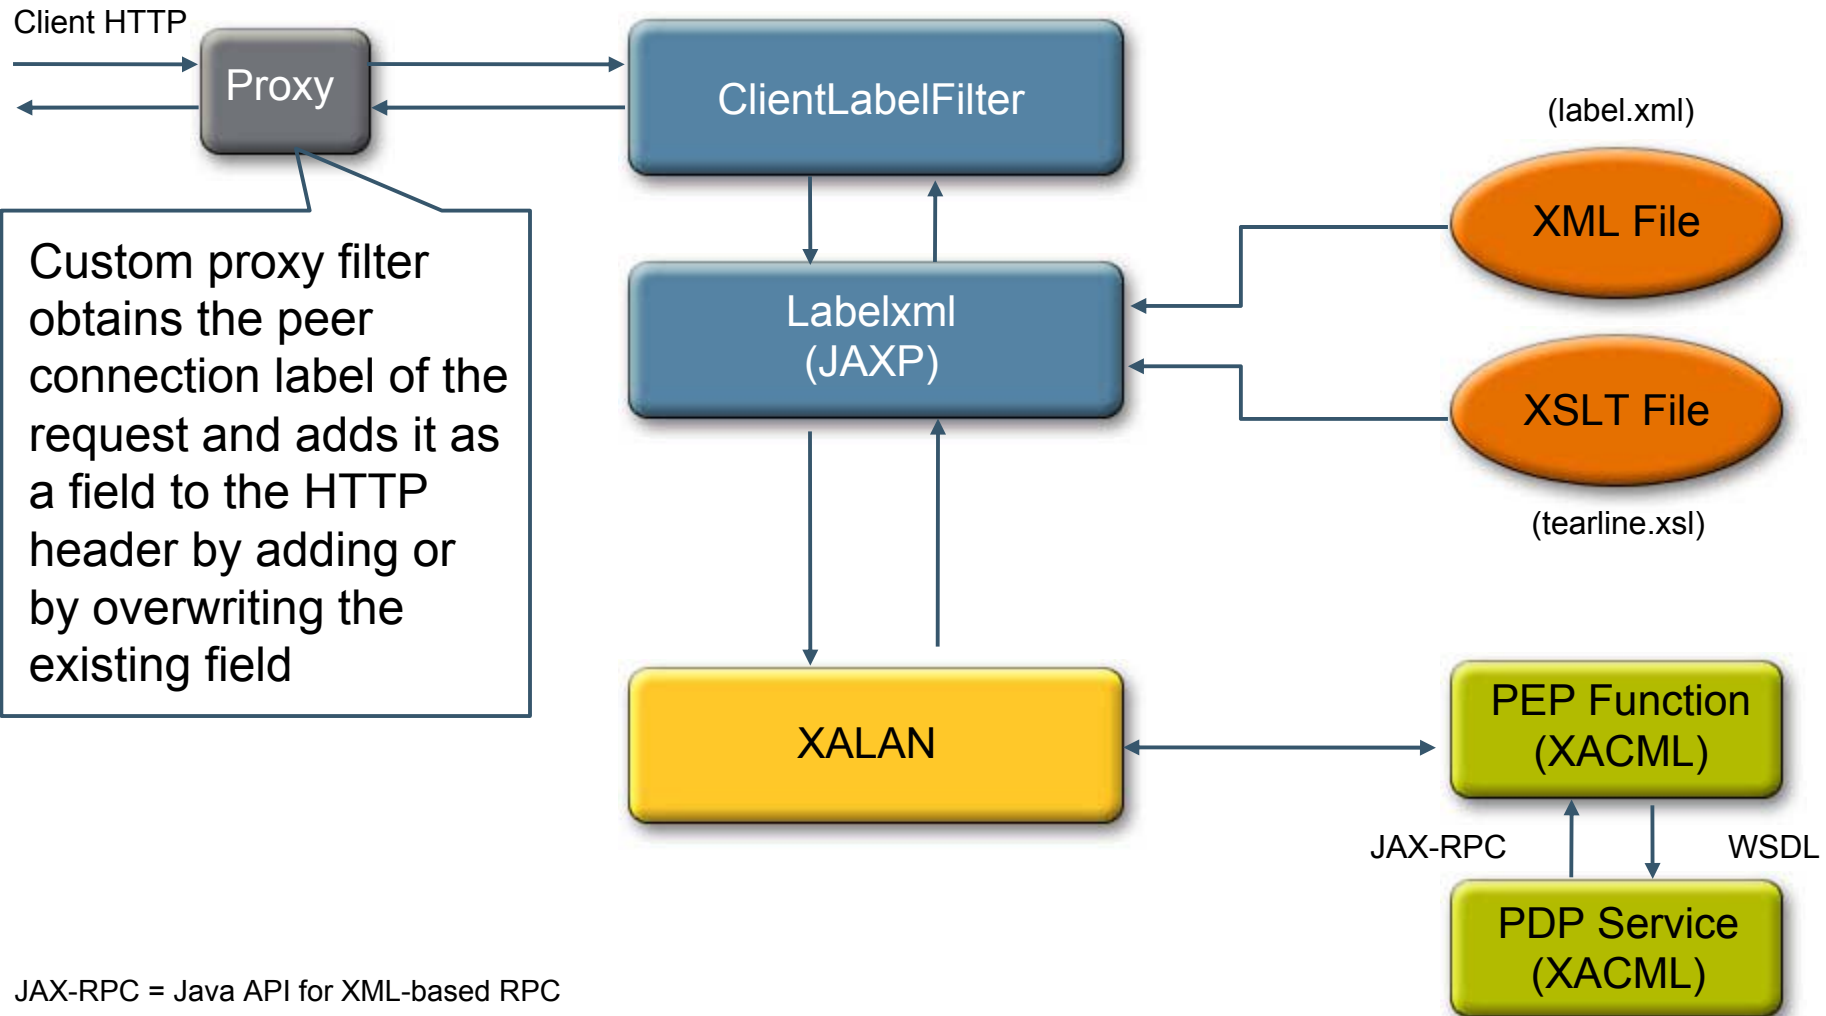 Client HTTP
Proxy
ClientLabelFilter
(label.xml)
XML File
Custom proxy filter
obtains the peer
connection label of the
request and adds it as
a field to the HTTP
header by adding or
by overwriting the
existing field
Labelxml
(JAXP)
XSLT File
(tearline.xsl)
XALAN
PEP Function
(XACML)
JAX-RPC
WSDL
PDP Service
(XACML)
JAX-RPC = Java API for XML-based RPC